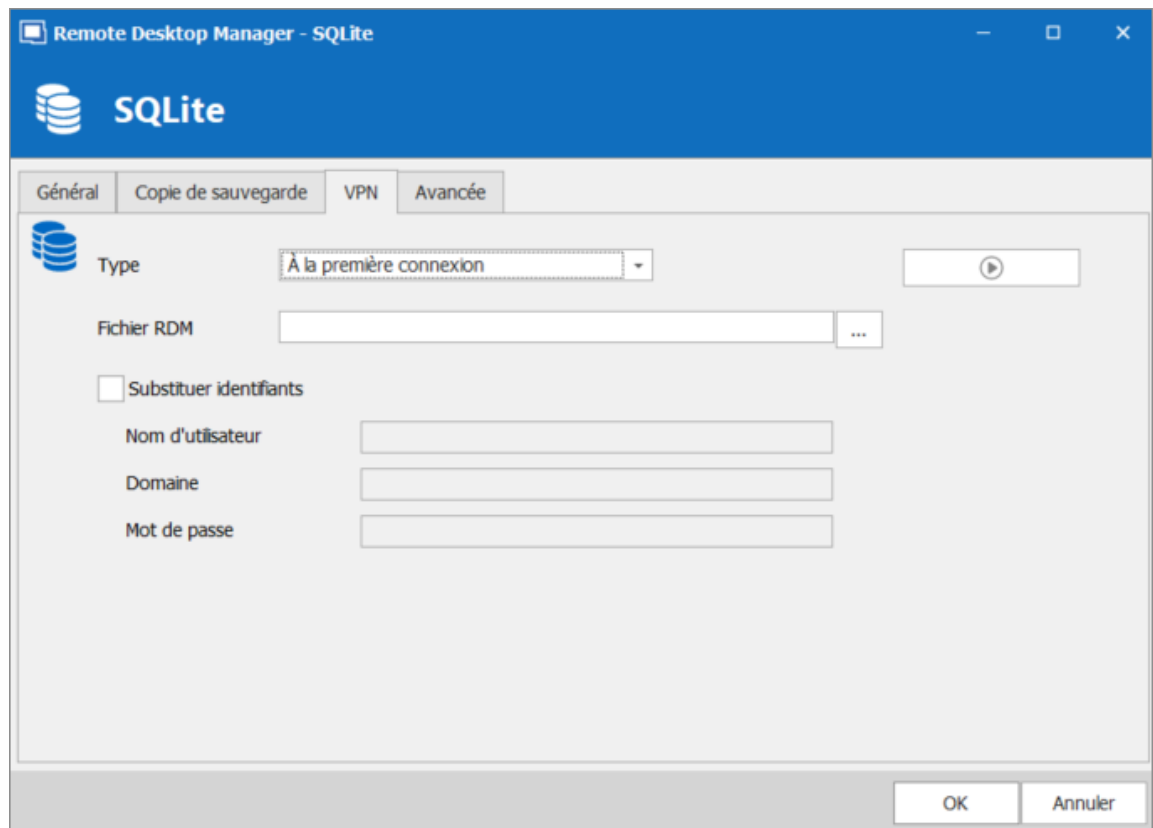 Remote Desktop Manager - SQLite
SQLite
Général Copie de sauvegarde VPN Avancée
Type À la première connexion
Fichier RDM ...
Substituer identifiants
Nom d'utilisateur
Domaine
Mot de passe
OK Annuler